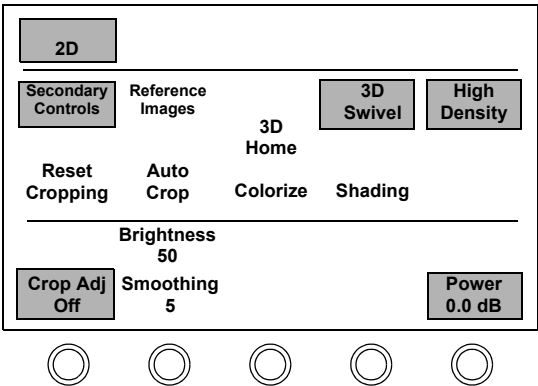 2D
Secondary
Controls
Reference
Images
3D
Home
3D
Swivel
High
Density
Reset
Cropping
Auto
Crop
Colorize
Shading
Brightness
50
Crop Adj
Off
Smoothing
5
Power
0.0 dB